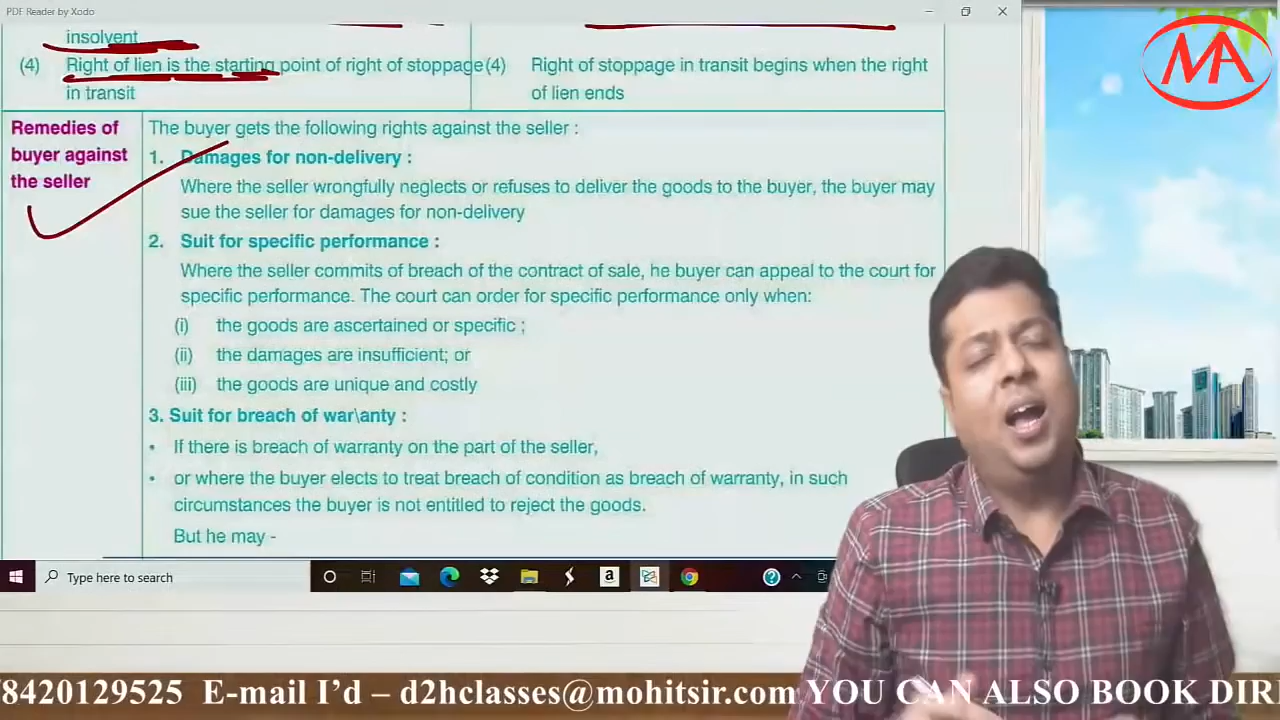 PDF Reader by Xodo
MA
insolvent
(4) Right of lien is the starting point of right of stoppage
in transit
(4) Right of stoppage in transit begins when the right
of lien ends
Remedies of
buyer against
the seller
The buyer gets the following rights against the seller :
1. Damages for non-delivery :
Where the seller wrongfully neglects or refuses to deliver the goods to the buyer, the buyer may
sue the seller for damages for non-delivery
2. Suit for specific performance :
Where the seller commits of breach of the contract of sale, he buyer can appeal to the court for
specific performance. The court can order for specific performance only when:
(i) the goods are ascertained or specific ;
(ii) the damages are insufficient; or
(iii) the goods are unique and costly
3. Suit for breach of war\anty :
• If there is breach of warranty on the part of the seller,
• or where the buyer elects to treat breach of condition as breach of warranty, in such
circumstances the buyer is not entitled to reject the goods.
But he may -
Type here to search
8420129525 E-mail I'd – d2hclasses@mohitsir.com YOU CAN ALSO BOOK DIR